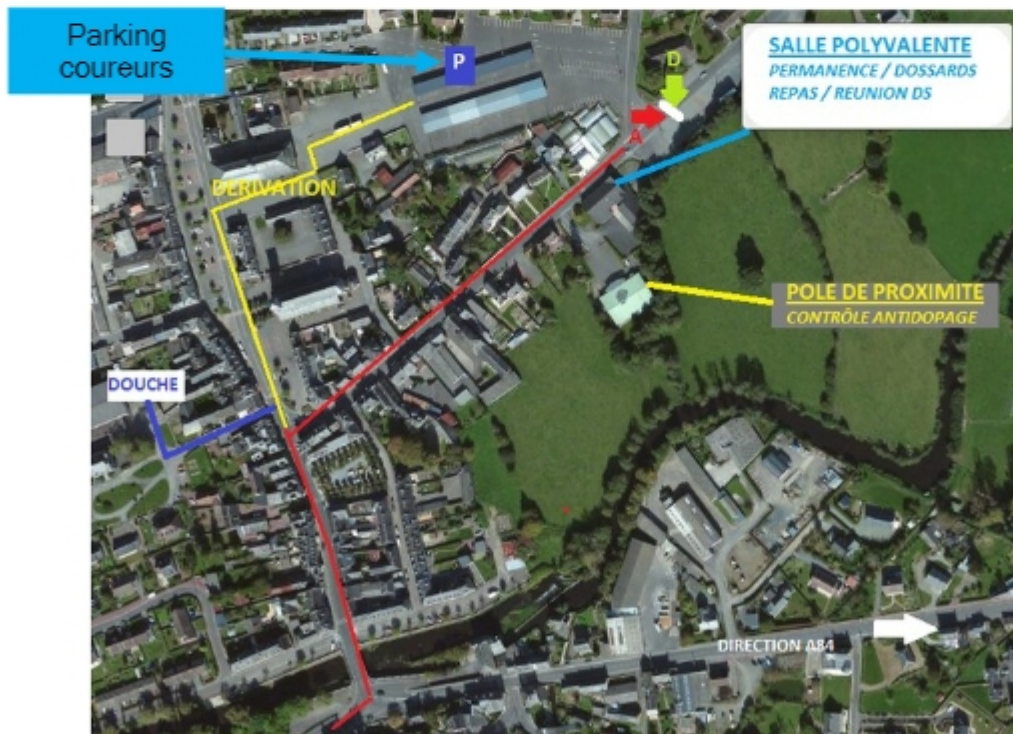 Parking
coureurs
P
D
SALLE POLYVALENTE
PERMANENCE / DOSSARDS
REPAS / REUNION DS
A
DERIVATION
POLE DE PROXIMITE
CONTRÔLE ANTIDOPAGE
DOUCHE
DIRECTION A84